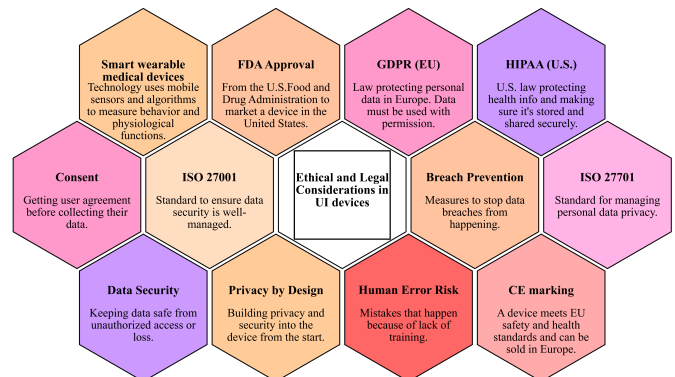 Smart wearable
medical devices
Technology uses mobile
sensors and algorithms
to measure behavior and
physiological
functions.
FDA Approval
From the U.S.Food and
Drug Administration to
market a device in the
United States.
GDPR (EU)
Law protecting personal
data in Europe. Data
must be used with
permission.
HIPAA (U.S.)
U.S. law protecting
health info and making
sure it's stored and
shared securely.
Consent
Getting user agreement
before collecting their
data.
ISO 27001
Standard to ensure data
security is well-
managed.
Ethical and Legal
Considerations in
UI devices
Breach Prevention
Measures to stop data
breaches from
happening.
ISO 27701
Standard for managing
personal data privacy.
Data Security
Keeping data safe from
unauthorized access or
loss.
Privacy by Design
Building privacy and
security into the
device from the start.
Human Error Risk
Mistakes that happen
because of lack of
training.
CE marking
A device meets EU
safety and health
standards and can be
sold in Europe.